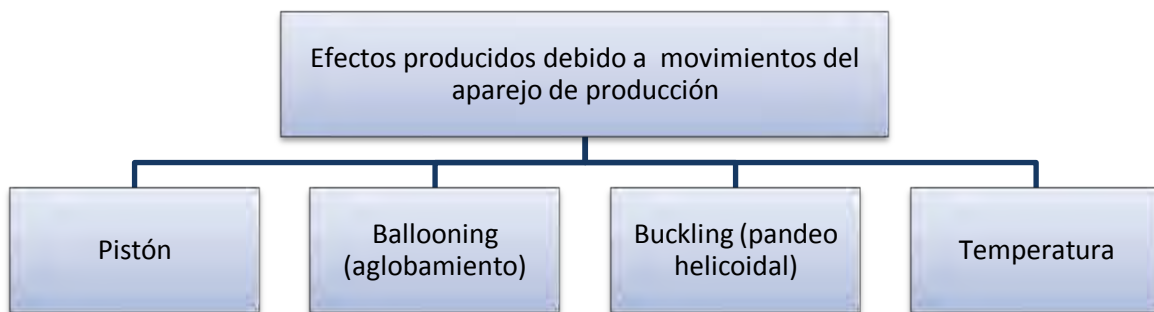 Efectos producidos debido a movimientos del
aparejo de producción
Pistón
Ballooning
(aglobamiento)
Buckling (pandeo
helicoidal)
Temperatura